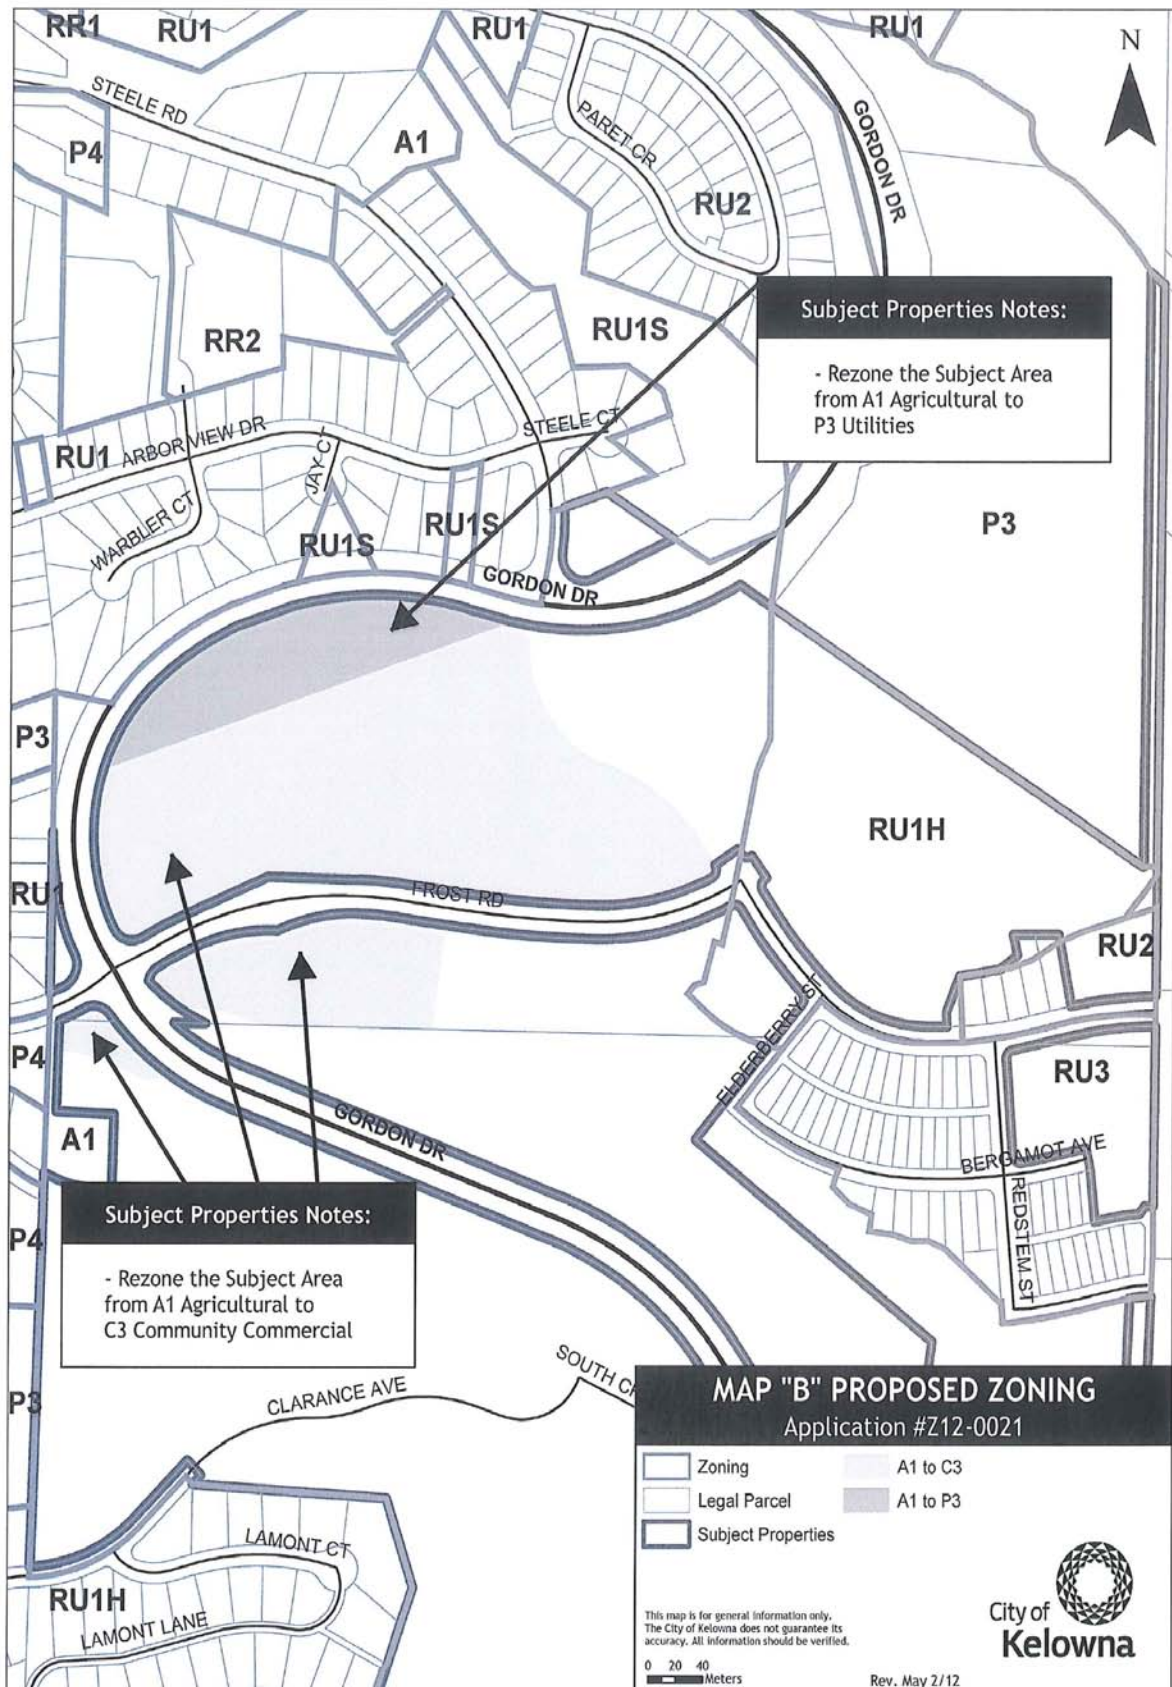 RR1
RU1
RU1
RU1
N
STEELE RD
GORDON DR
PARET CR
P4
A1
RU2
Subject Properties Notes:
- Rezone the Subject Area
from A1 Agricultural to
P3 Utilities
RU1S
RR2
STEELE CT
ARBOR VIEW DR
RU1
JAY CT
WARBLER CT
RU1S
RU1S
P3
GORDON DR
P3
RU1H
RU1
FROST RD
RU2
ELDERBERRY ST
P4
RU3
A1
GORDON DR
BERGAMOT AVE
REDSTEM ST
Subject Properties Notes:
- Rezone the Subject Area
from A1 Agricultural to
C3 Community Commercial
P4
P3
CLARANCE AVE
SOUTH
MAP "B" PROPOSED ZONING
Application #Z12-0021
Zoning
A1 to C3
Legal Parcel
A1 to P3
Subject Properties
LAMONT CT
RU1H
LAMONT LANE
This map is for general information only.
The City of Kelowna does not guarantee its
accuracy. All information should be verified.
City of
Kelowna
0 20 40
Meters
Rev. May 2/12